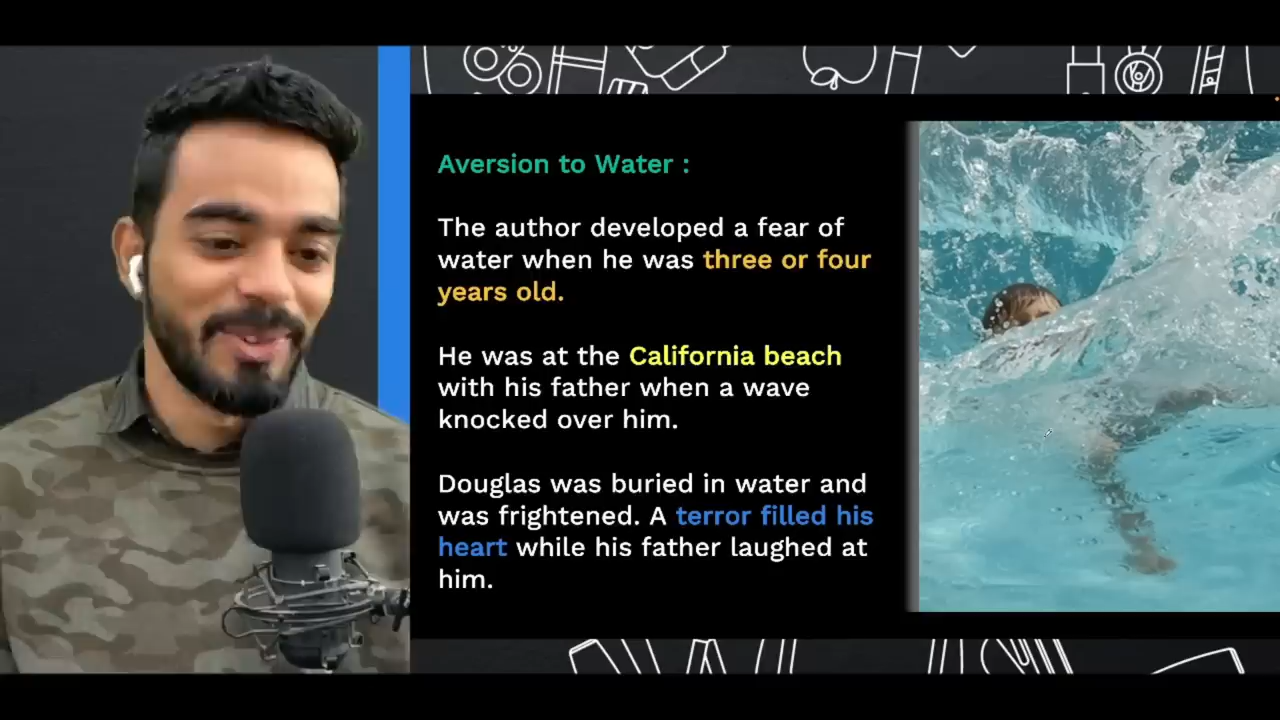 Aversion to Water :
The author developed a fear of
water when he was three or four
years old.
He was at the California beach
with his father when a wave
knocked over him.
Douglas was buried in water and
was frightened. A terror filled his
heart while his father laughed at
him.